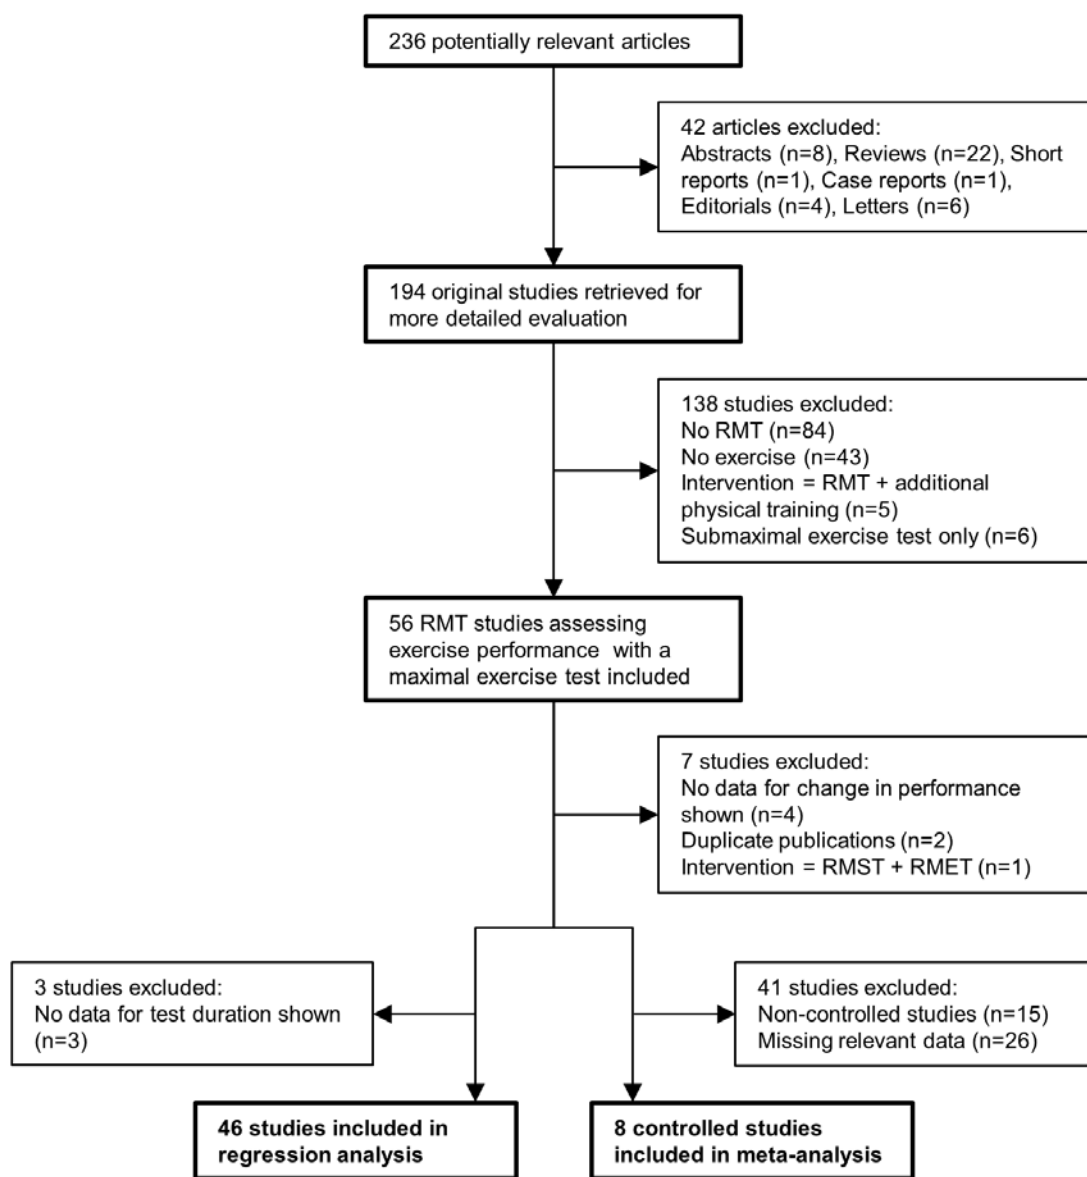 236 potentially relevant articles
42 articles excluded:
Abstracts (n=8), Reviews (n=22), Short
reports (n=1), Case reports (n=1),
Editorials (n=4), Letters (n=6)
194 original studies retrieved for
more detailed evaluation
138 studies excluded:
No RMT (n=84)
No exercise (n=43)
Intervention = RMT + additional
physical training (n=5)
Submaximal exercise test only (n=6)
56 RMT studies assessing
exercise performance with a
maximal exercise test included
7 studies excluded:
No data for change in performance
shown (n=4)
Duplicate publications (n=2)
Intervention = RMST + RMET (n=1)
3 studies excluded:
No data for test duration shown
(n=3)
41 studies excluded:
Non-controlled studies (n=15)
Missing relevant data (n=26)
46 studies included in
regression analysis
8 controlled studies
included in meta-analysis